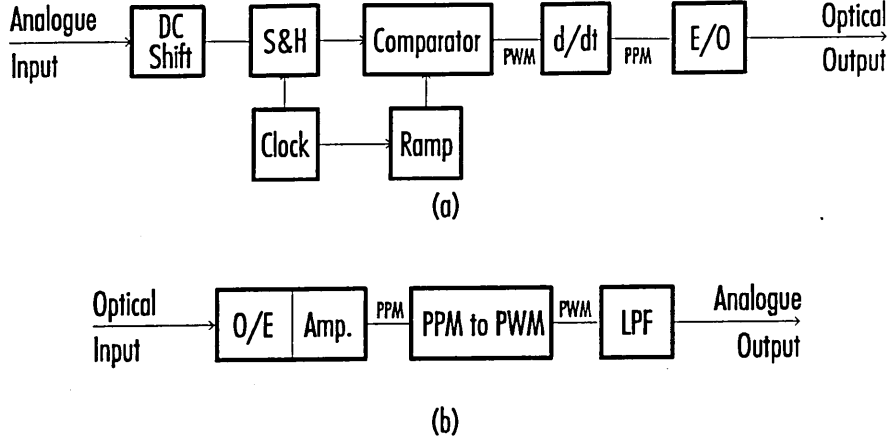 Analogue
Input
DC
Shift
S&H
Comparator
PWM
d/dt
PPM
E/O
Optical
Output
Clock
Ramp
(a)
Optical
Input
O/E
Amp.
PPM
PPM to PWM
PWM
LPF
Analogue
Output
(b)